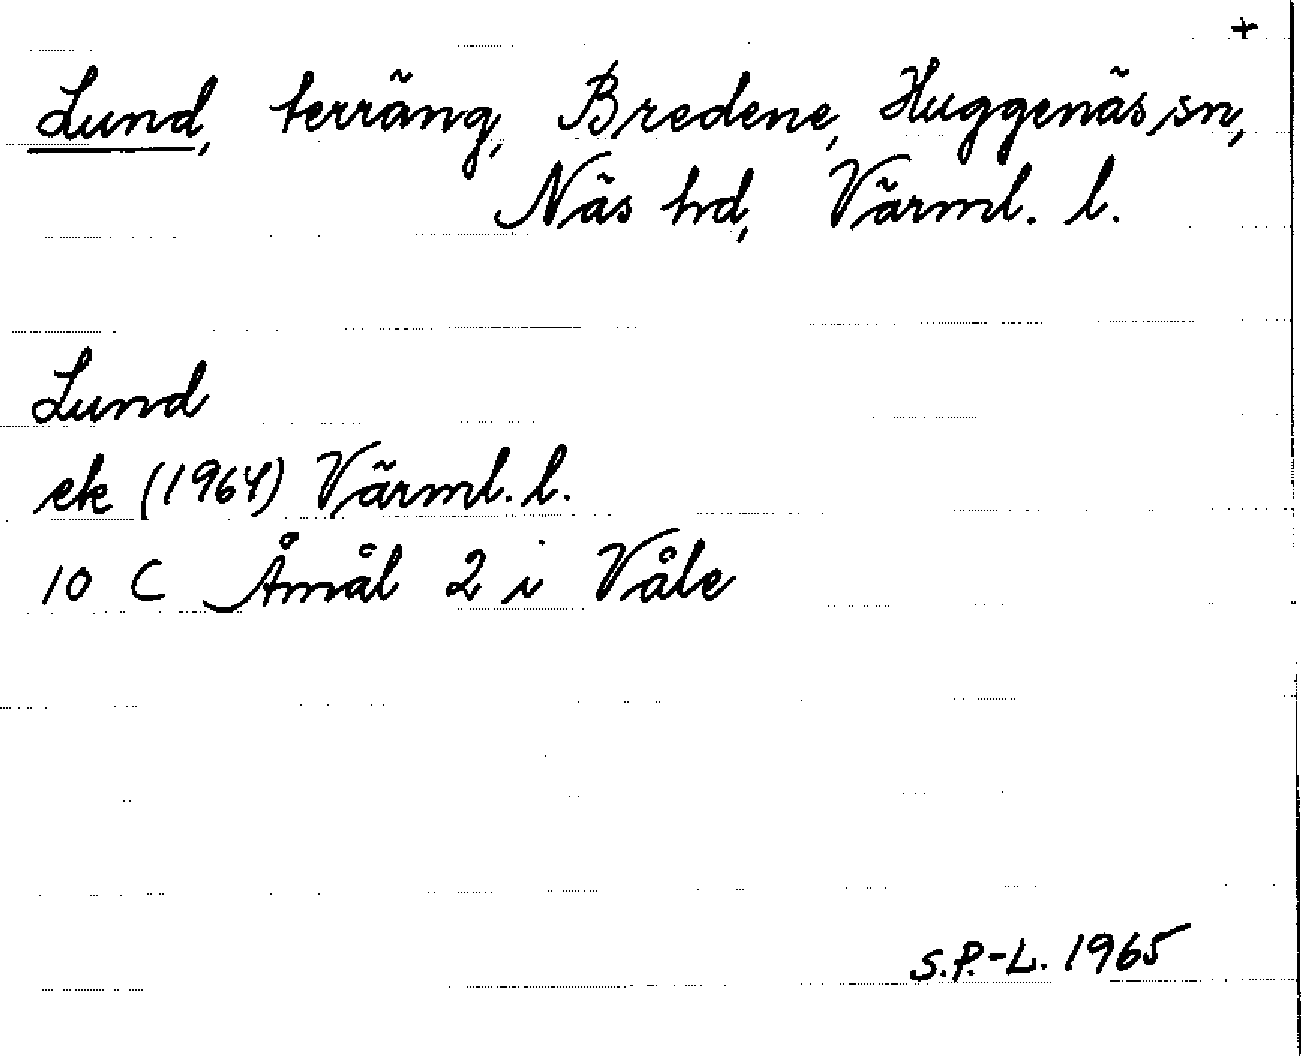 +
Lund, terräng, Bredene, Huggenäs sn,
Näs hd, Värml. l.
Lund
ek (1964) Värml. l.
10 C Åmål 2 i Våle
S.P.-L. 1965